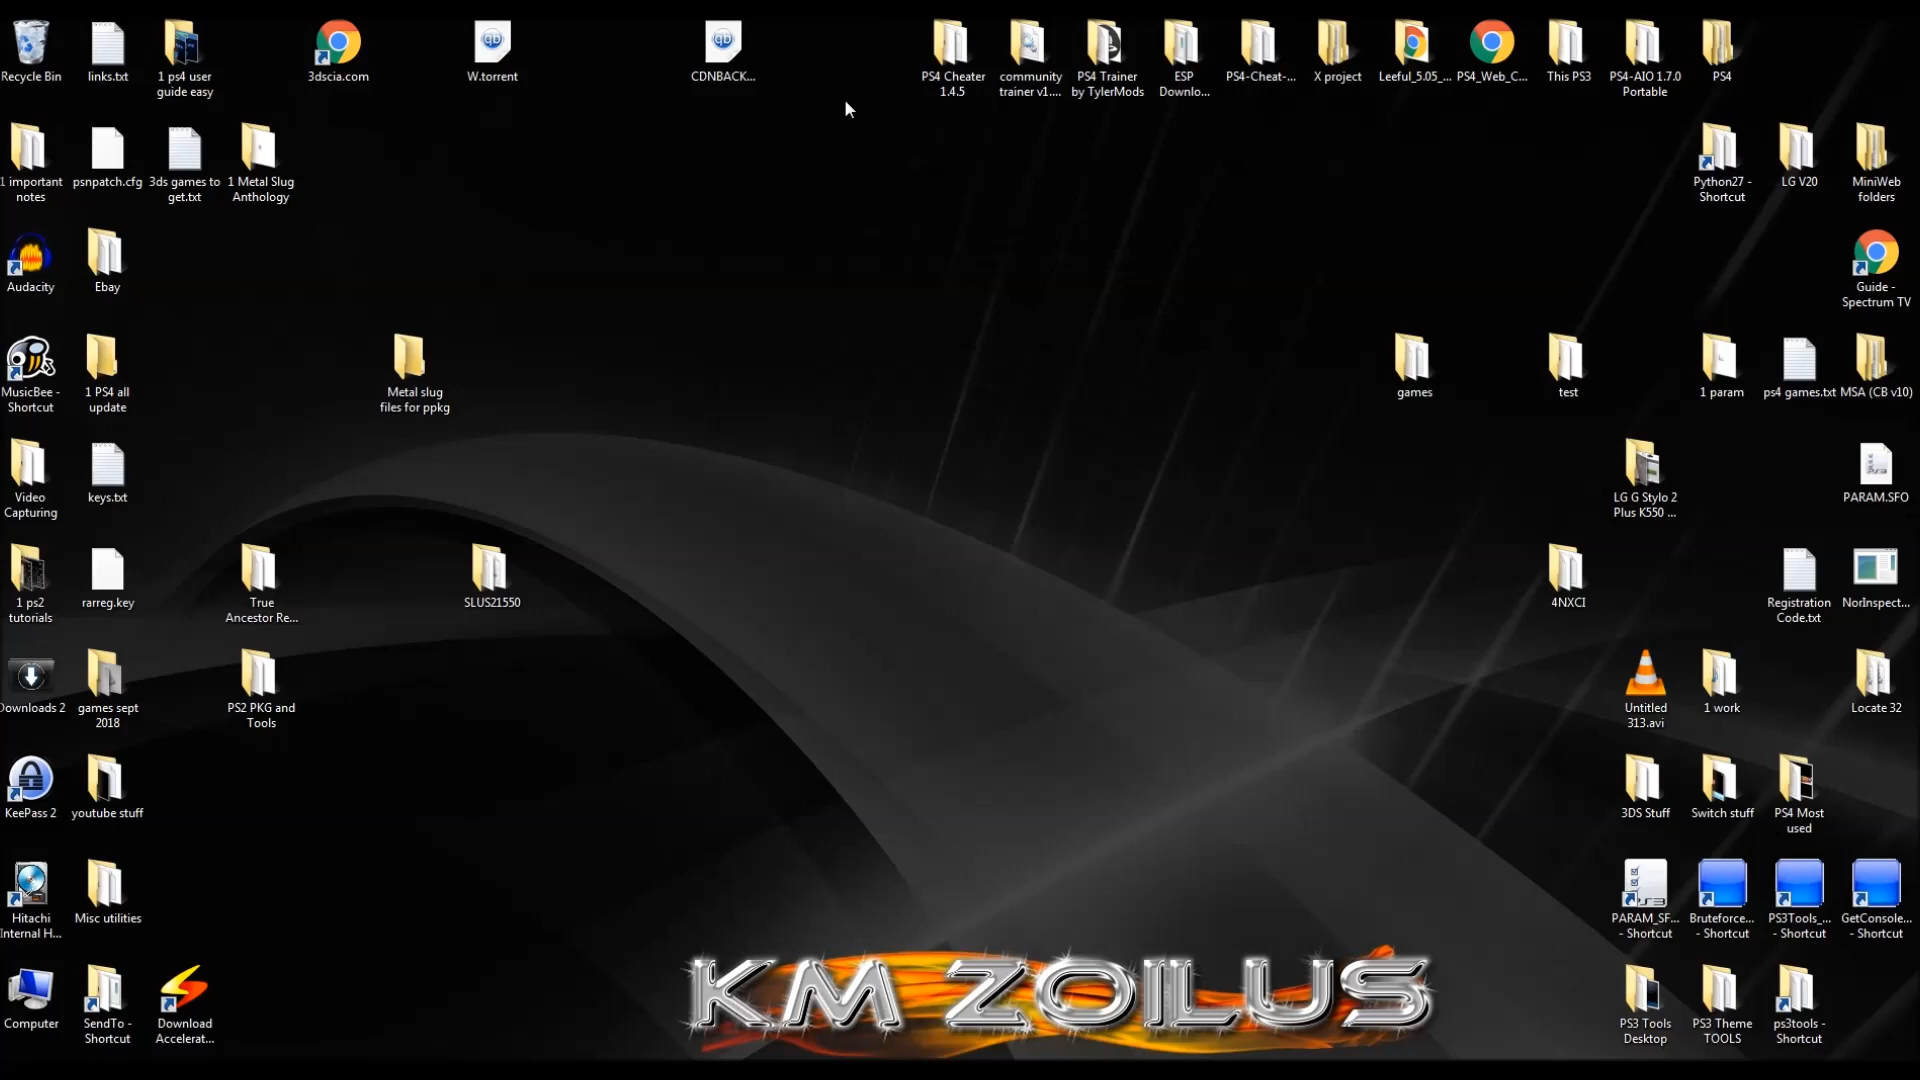 Recycle Bin
links.txt
1 ps4 user
guide easy
3dscia.com
W.torrent
CDNBACK...
PS4 Cheater
1.4.5
community
trainer v1....
PS4 Trainer
by TylerMods
ESP
Downlo...
PS4-Cheat-...
X project
Leeful_5.05_...
PS4_Web_C...
This PS3
PS4-AIO 1.7.0
Portable
PS4
1 important
notes
psnpatch.cfg
3ds games to
get.txt
1 Metal Slug
Anthology
Python27 -
Shortcut
LG V20
MiniWeb
folders
Audacity
Ebay
Guide -
Spectrum TV
MusicBee -
Shortcut
1 PS4 all
update
Metal slug
files for ppkg
games
test
1 param
ps4 games.txt
MSA (CB v10)
Video
Capturing
keys.txt
LG G Stylo 2
Plus K550 ...
PARAM.SFO
1 ps2
tutorials
rarreg.key
True
Ancestor Re...
SLUS21550
4NXCI
Registration
Code.txt
NorInspect...
Downloads 2
games sept
2018
PS2 PKG and
Tools
Untitled
313.avi
1 work
Locate 32
KeePass 2
youtube stuff
3DS Stuff
Switch stuff
PS4 Most
used
Hitachi
Internal H...
Misc utilities
PARAM_SF...
- Shortcut
Bruteforce...
- Shortcut
PS3Tools_...
- Shortcut
GetConsole...
- Shortcut
Computer
SendTo -
Shortcut
Download
Accelerat...
KM ZOILUS
PS3 Tools
Desktop
PS3 Theme
TOOLS
ps3tools -
Shortcut